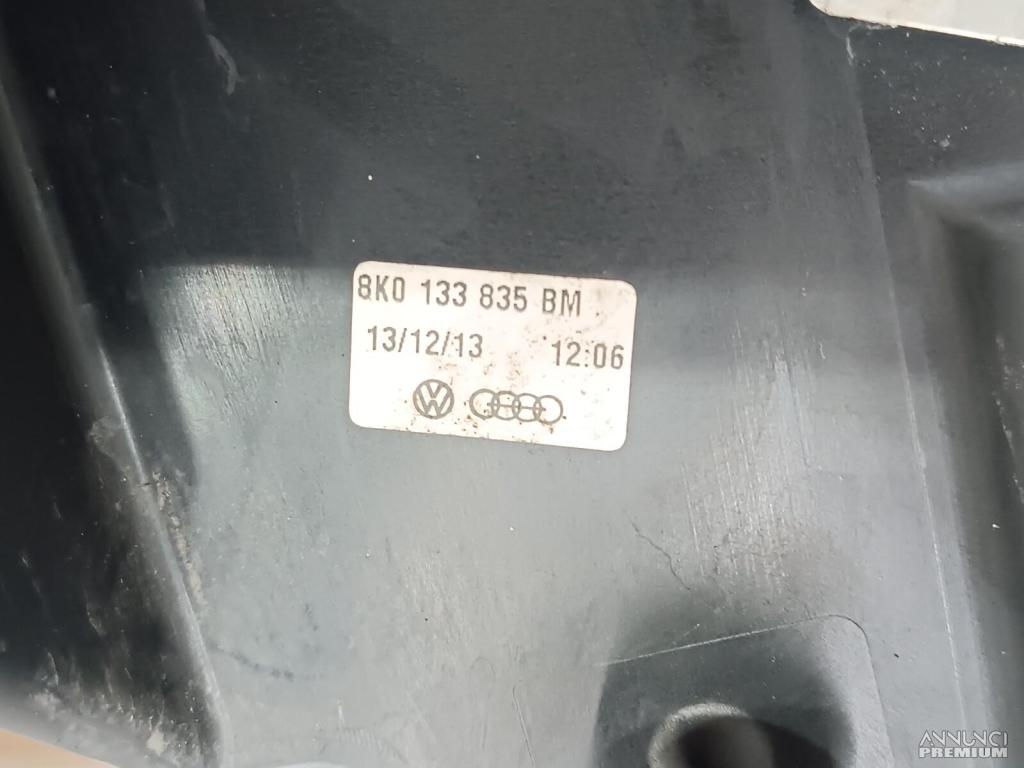 8K0 133 835 BM
13/12/13 12:06
ANNUNCI
PREMIUM